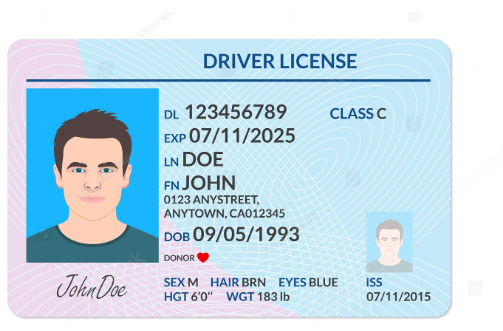 DRIVER LICENSE
DL 123456789 CLASS C
EXP 07/11/2025
LN DOE
FN JOHN
0123 ANYSTREET,
ANYTOWN, CA012345
DOB 09/05/1993
DONOR
JohnDoe
SEX M HAIR BRN EYES BLUE ISS
HGT 6'0'' WGT 183 lb 07/11/2015